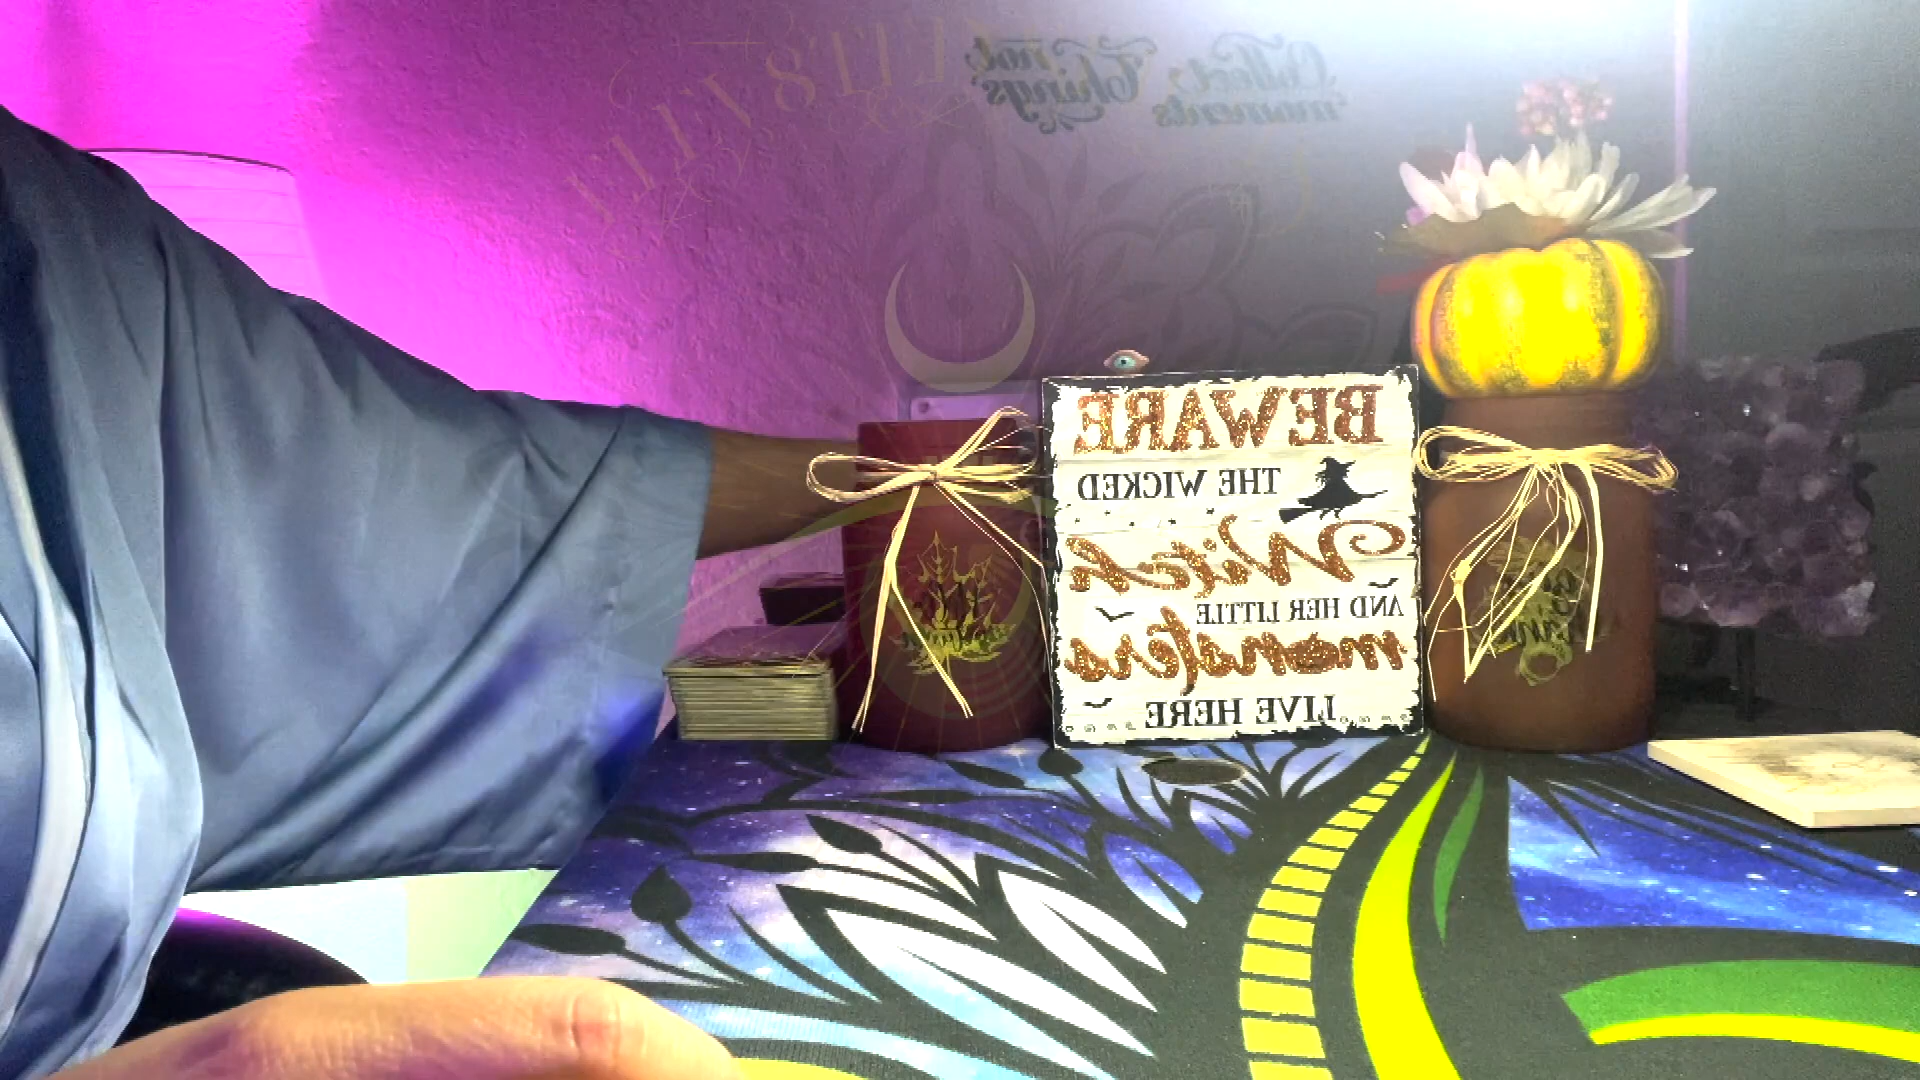 Collect moments
not Things
BEWARE
THE WICKED
Witch
AND HER LITTLE
monsters
LIVE HERE